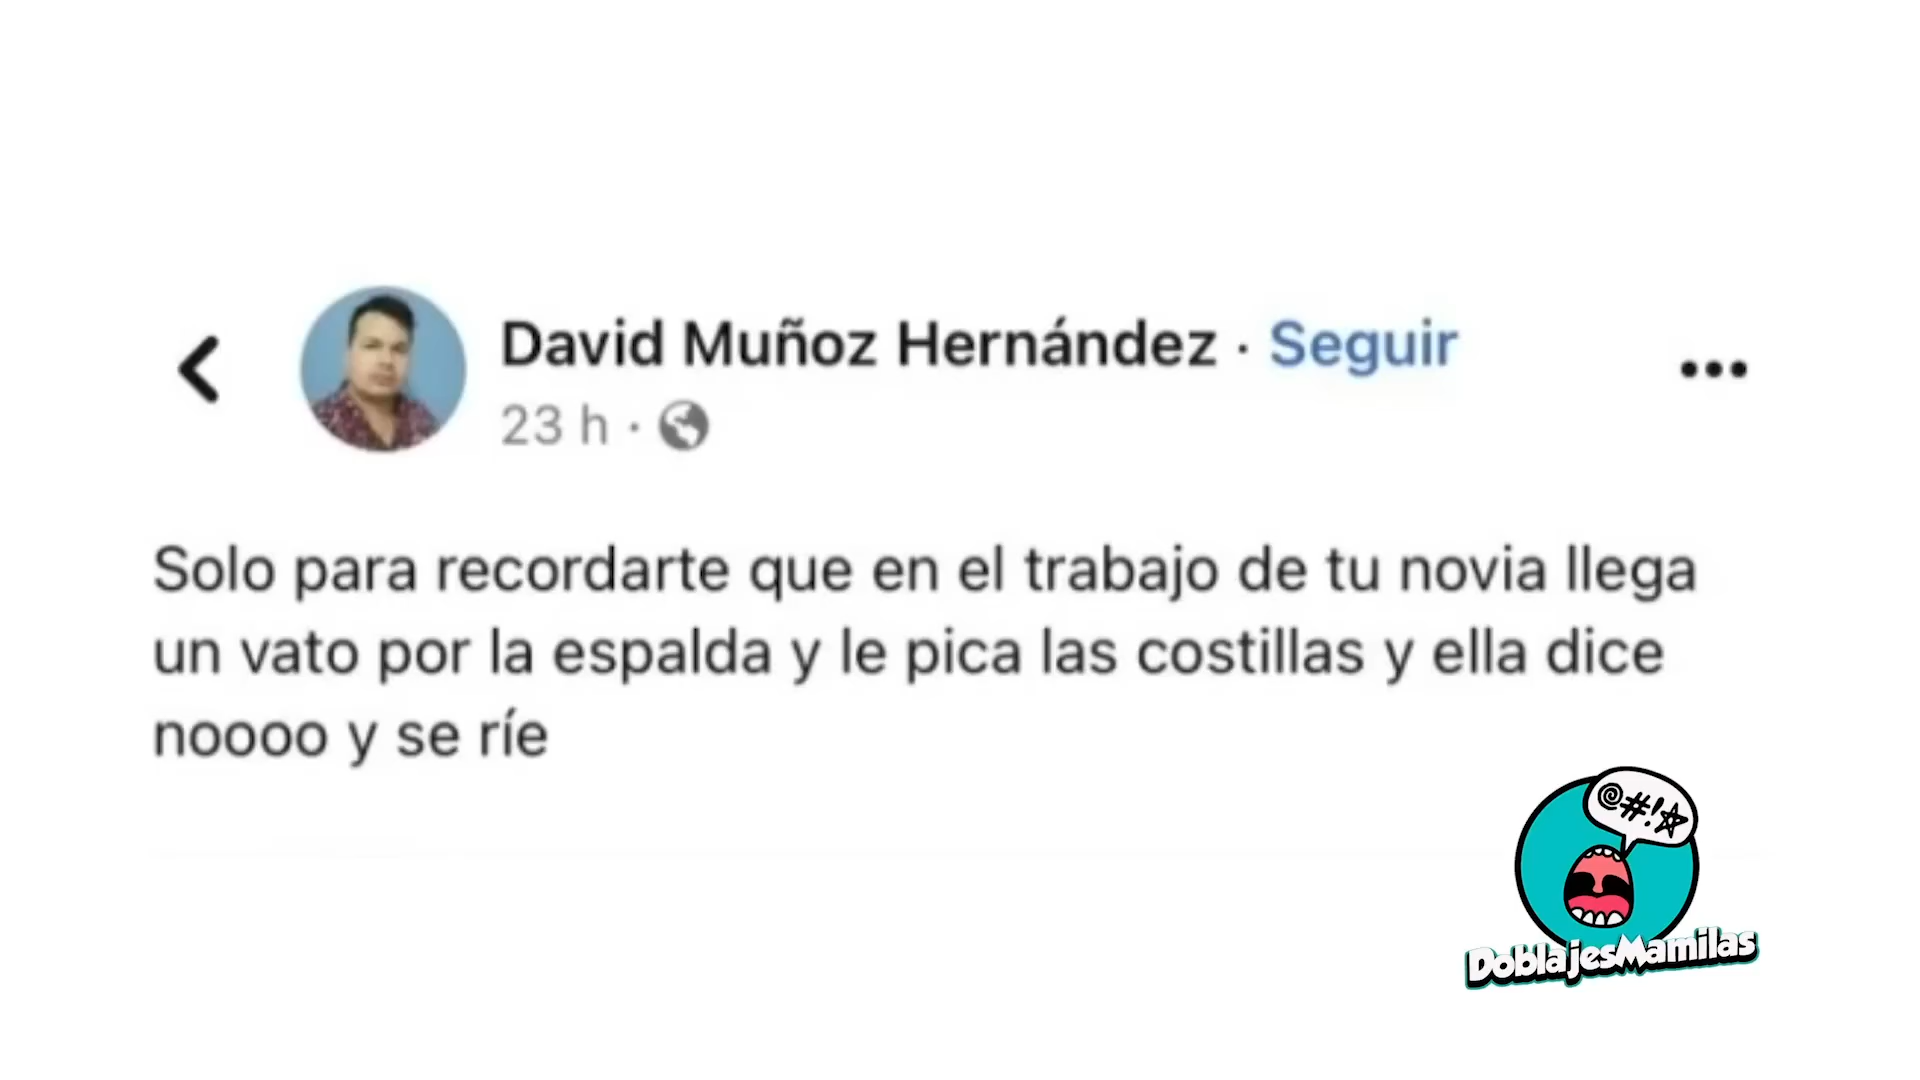 David Muñoz Hernández · Seguir
23 h ·
Solo para recordarte que en el trabajo de tu novia llega
un vato por la espalda y le pica las costillas y ella dice
noooo y se ríe
@#!☆
DoblajesMamilas